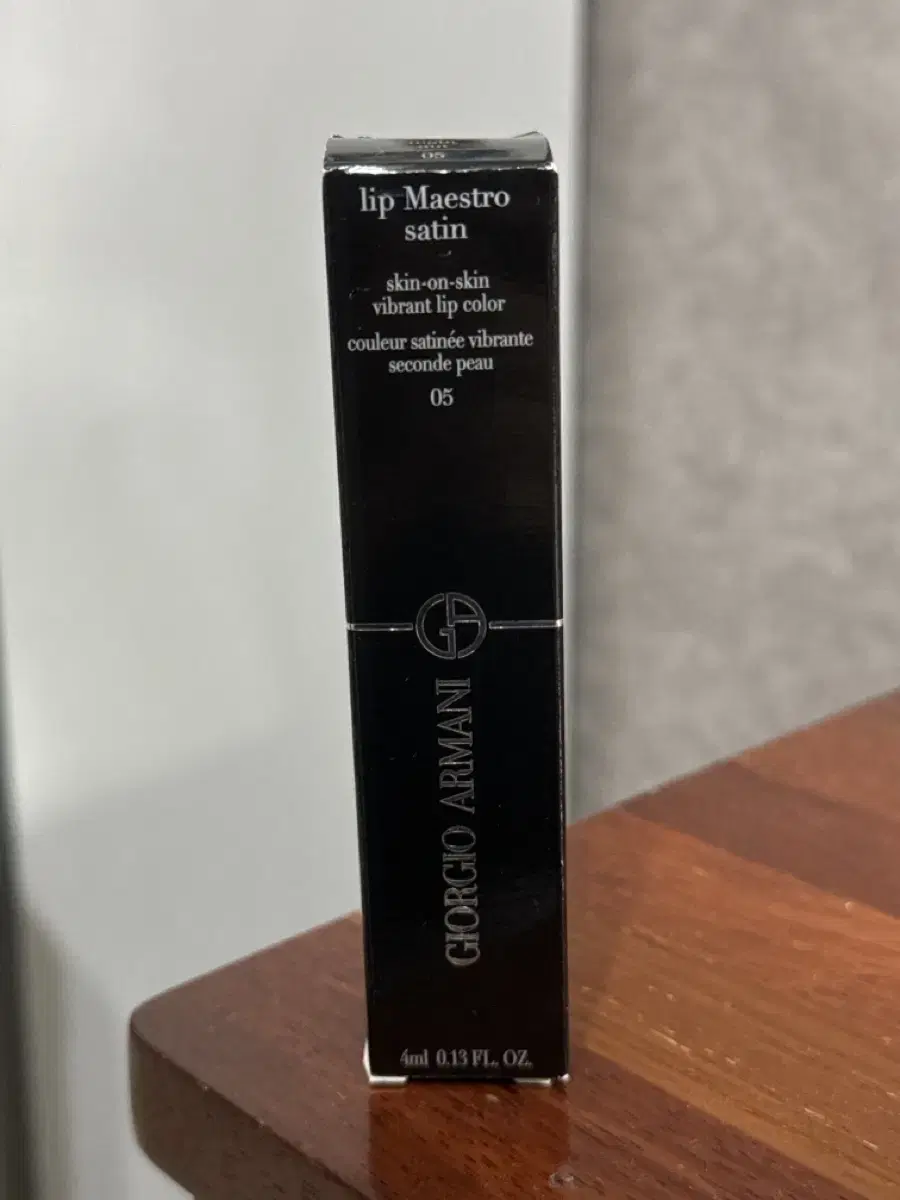 05
lip Maestro
satin
skin-on-skin
vibrant lip color
couleur satinée vibrante
seconde peau
05
GA
GIORGIO ARMANI
4ml 0.13 FL. OZ.